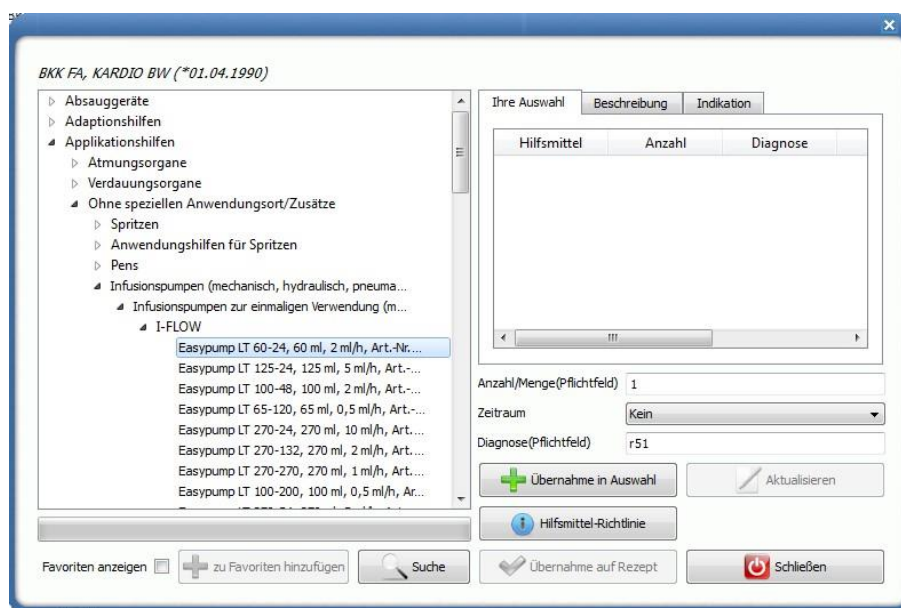 BKK FA, KARDIO BW (*01.04.1990)
Absauggeräte
Adaptionshilfen
Applikationshilfen
Atmungsorgane
Verdauungsorgane
Ohne speziellen Anwendungsort/Zusätze
Spritzen
Anwendungshilfen für Spritzen
Pens
Infusionspumpen (mechanisch, hydraulisch, pneuma...
Infusionspumpen zur einmaligen Verwendung (m...
I-FLOW
Easypump LT 60-24, 60 ml, 2 ml/h, Art.-Nr....
Easypump LT 125-24, 125 ml, 5 ml/h, Art.-...
Easypump LT 100-48, 100 ml, 2 ml/h, Art.-...
Easypump LT 65-120, 65 ml, 0,5 ml/h, Art.-...
Easypump LT 270-24, 270 ml, 10 ml/h, Art....
Easypump LT 270-132, 270 ml, 2 ml/h, Art....
Easypump LT 270-270, 270 ml, 1 ml/h, Art....
Easypump LT 100-200, 100 ml, 0,5 ml/h, Ar...
Favoriten anzeigen
zu Favoriten hinzufügen
Suche
Ihre Auswahl Beschreibung Indikation
Hilfsmittel Anzahl Diagnose
Anzahl/Menge(Pflichtfeld) 1
Zeitraum Kein
Diagnose(Pflichtfeld) r51
Übernahme in Auswahl Aktualisieren
Hilfsmittel-Richtlinie
Übernahme auf Rezept Schließen